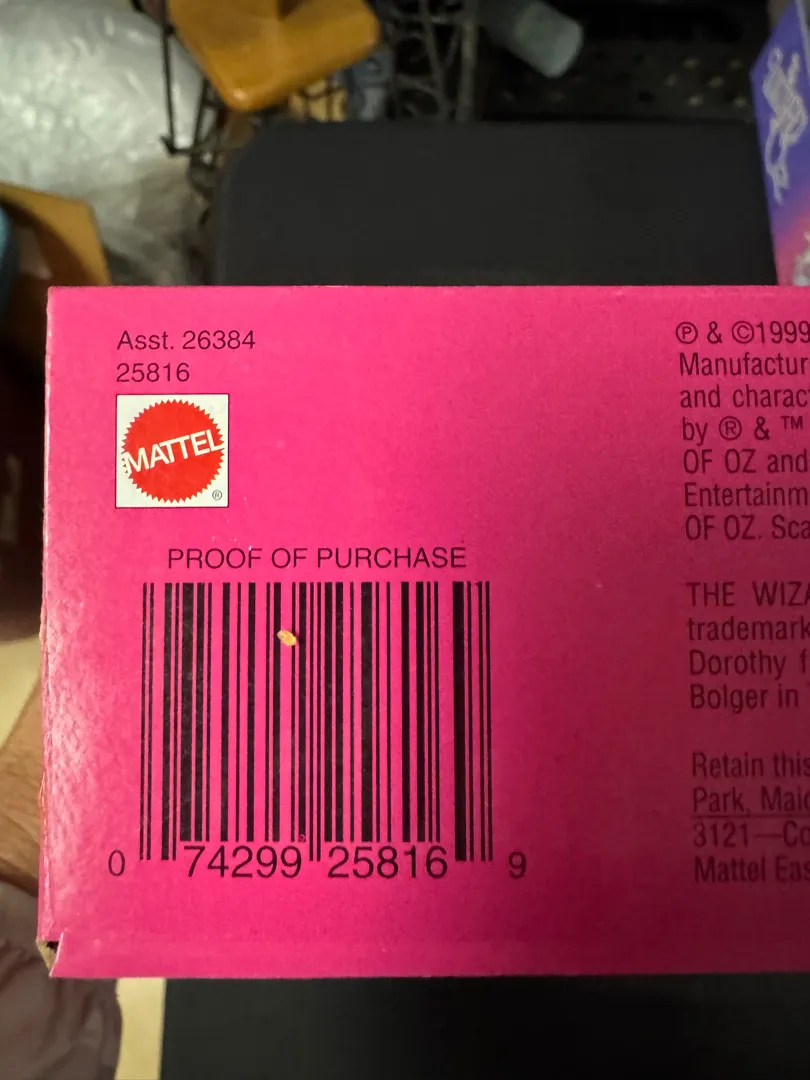 Asst. 26384
25816
MATTEL
®
PROOF OF PURCHASE
0 74299 25816 9
S
Ⓟ & ©1999
Manufactur
and charac
by ® & ™
OF OZ and
Entertainm
OF OZ. Sca
THE WIZA
trademark
Dorothy f
Bolger in
Retain this
Park, Maid
3121—Co
Mattel Eas